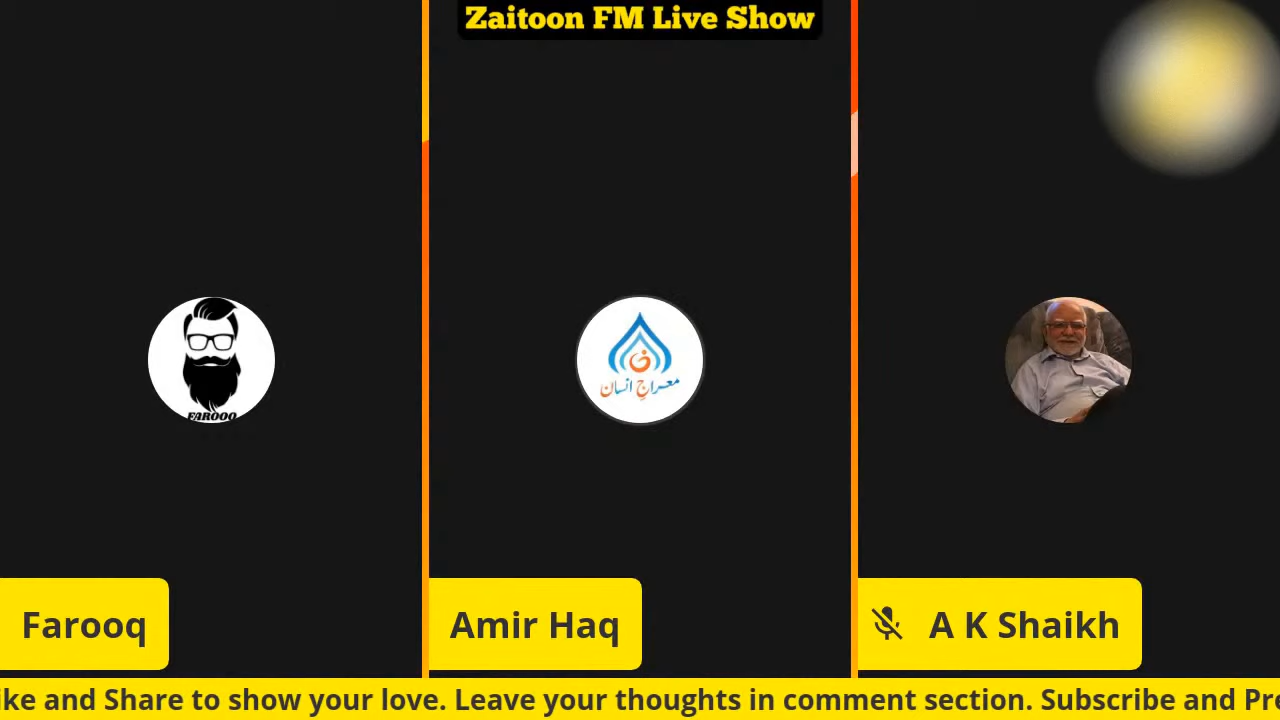 Zaitoon FM Live Show
FAROOQ
معراجِ انسان
Farooq
Amir Haq
A K Shaikh
ike and Share to show your love. Leave your thoughts in comment section. Subscribe and Pre